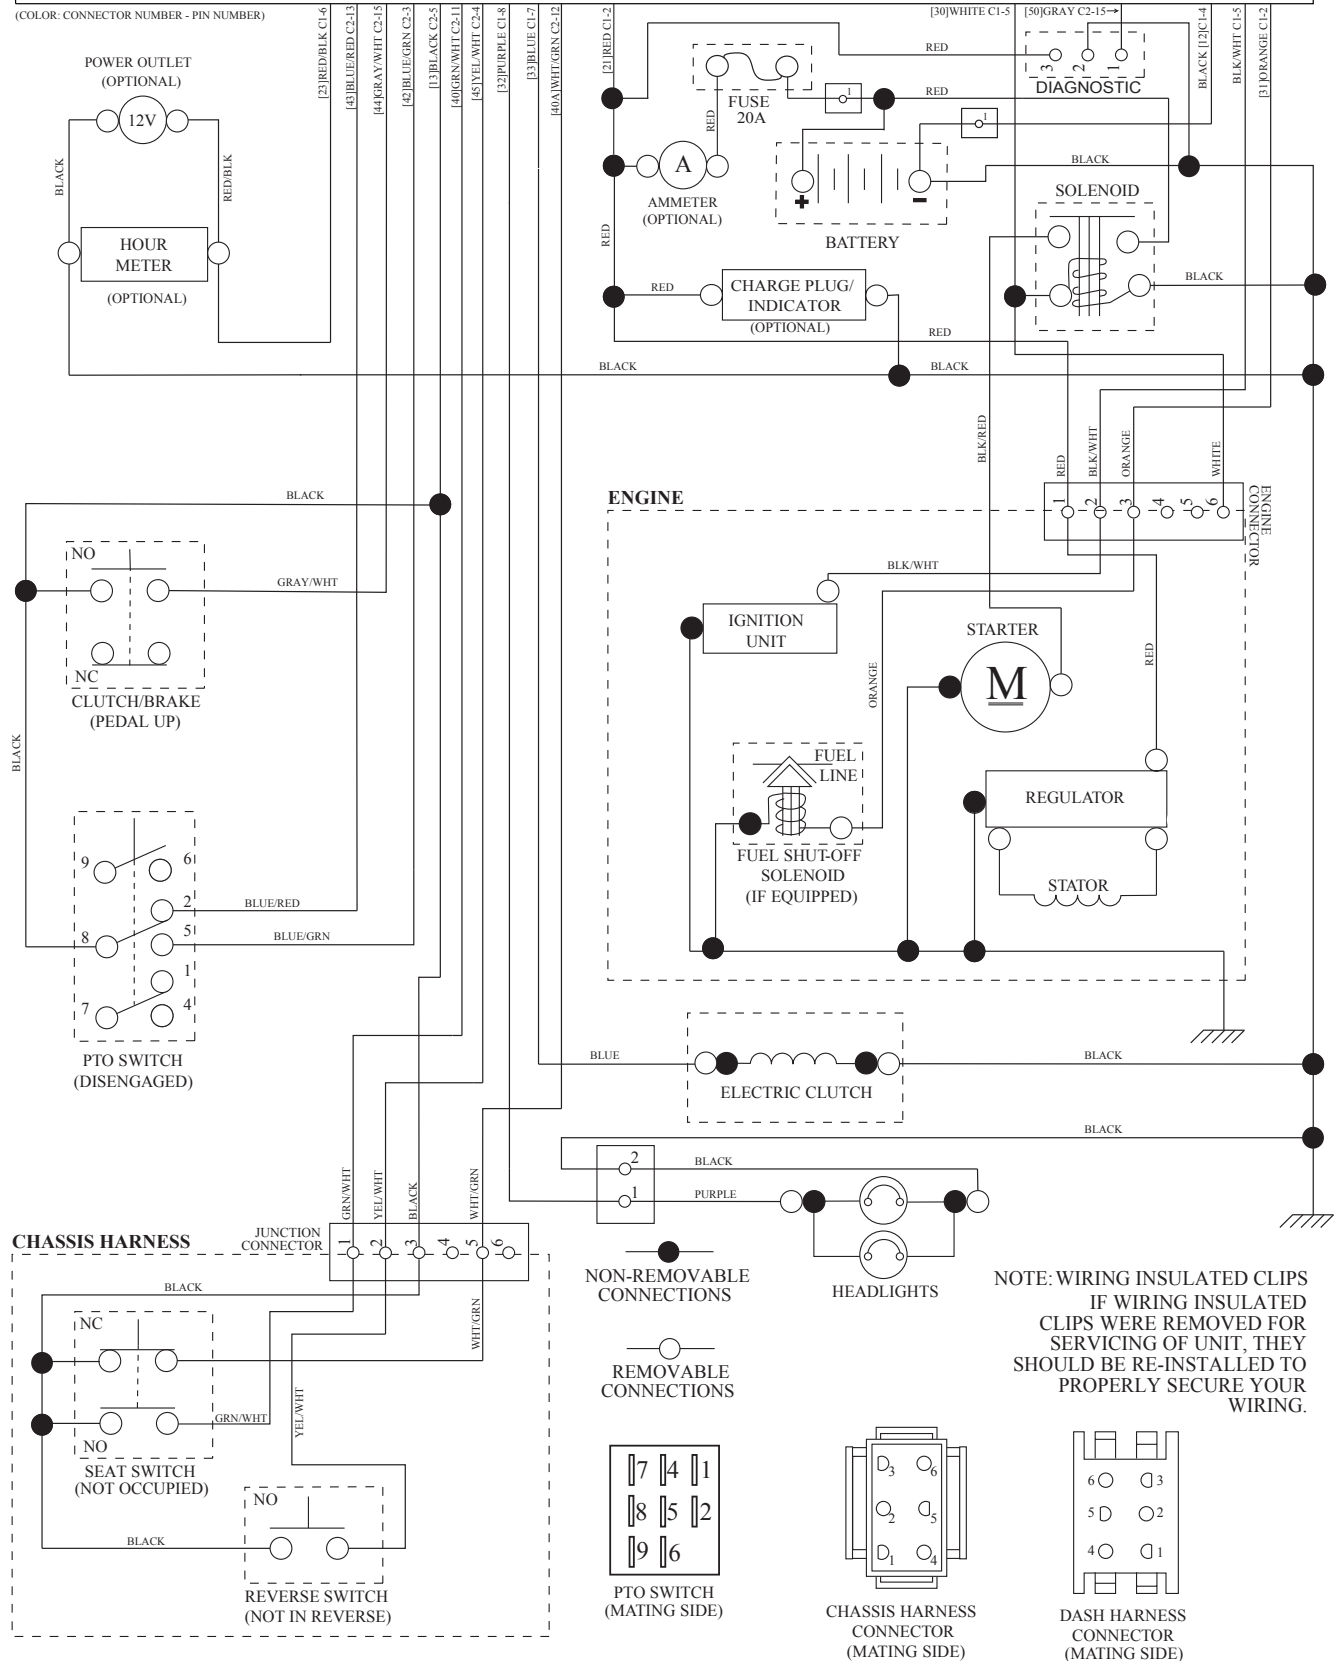 (COLOR: CONNECTOR NUMBER - PIN NUMBER)
[23]RED/BLK C1-6
[43]BLUE/RED C2-13
[44]GRAY/WHT C2-15
[42]BLUE/GRN C2-3
[13]BLACK C2-5
[40]GRN/WHT C2-11
[45]YEL/WHT C2-4
[32]PURPLE C1-8
[33]BLUE C1-7
[40A]WHT/GRN C2-12
[21]RED C1-2
[30]WHITE C1-5
[50]GRAY C2-15
BLACK [12]C1-4
BLK/WHT C1-5
[31]ORANGE C1-2
POWER OUTLET
(OPTIONAL)
12V
BLACK
RED/BLK
HOUR
METER
(OPTIONAL)
RED
FUSE
20A
RED
1
RED
3
2
1
DIAGNOSTIC
1
A
AMMETER
(OPTIONAL)
+
-
BATTERY
BLACK
SOLENOID
RED
BLACK
RED
CHARGE PLUG/
INDICATOR
(OPTIONAL)
RED
BLACK
BLACK
BLK/RED
RED
BLK/WHT
ORANGE
WHITE
BLACK
ENGINE
1
2
3
4
5
6
ENGINE
CONNECTOR
NO
GRAY/WHT
NC
CLUTCH/BRAKE
(PEDAL UP)
BLACK
BLK/WHT
IGNITION
UNIT
STARTER
M
ORANGE
RED
FUEL
LINE
REGULATOR
FUEL SHUT-OFF
SOLENOID
(IF EQUIPPED)
STATOR
9
6
2
BLUE/RED
8
5
BLUE/GRN
1
7
4
PTO SWITCH
(DISENGAGED)
BLUE
ELECTRIC CLUTCH
BLACK
BLACK
2
BLACK
1
PURPLE
HEADLIGHTS
GRN/WHT
YEL/WHT
BLACK
WHT/GRN
CHASSIS HARNESS
JUNCTION
CONNECTOR
1
2
3
4
5
6
BLACK
WHT/GRN
NC
GRN/WHT
YEL/WHT
NO
SEAT SWITCH
(NOT OCCUPIED)
NO
BLACK
REVERSE SWITCH
(NOT IN REVERSE)
NON-REMOVABLE
CONNECTIONS
REMOVABLE
CONNECTIONS
NOTE: WIRING INSULATED CLIPS
IF WIRING INSULATED
CLIPS WERE REMOVED FOR
SERVICING OF UNIT, THEY
SHOULD BE RE-INSTALLED TO
PROPERLY SECURE YOUR
WIRING.
7 4 1
8 5 2
9 6
PTO SWITCH
(MATING SIDE)
3 6
2 5
1 4
CHASSIS HARNESS
CONNECTOR
(MATING SIDE)
6 3
5 2
4 1
DASH HARNESS
CONNECTOR
(MATING SIDE)